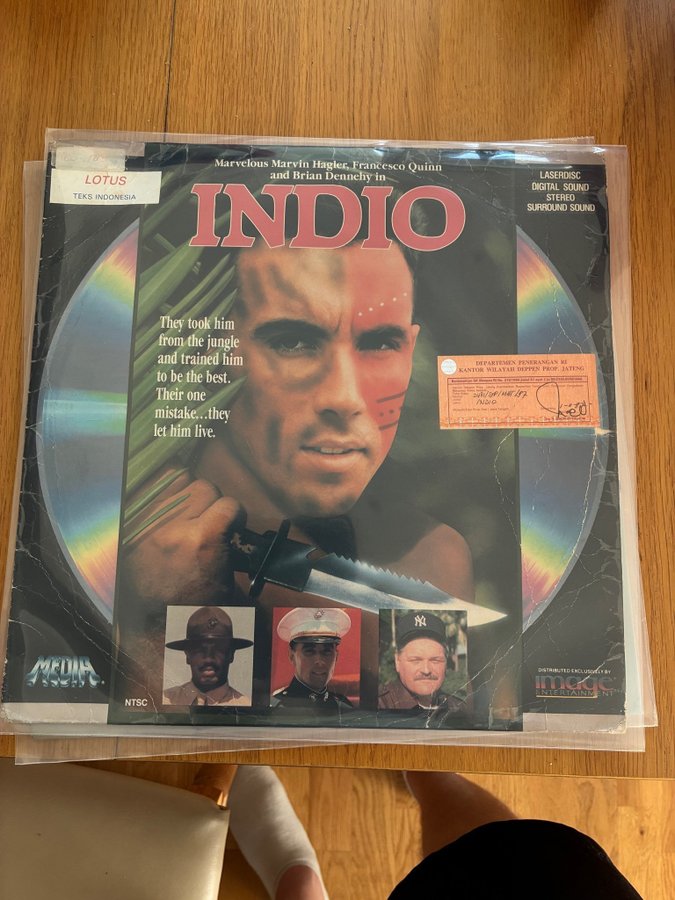 LOTUS
TEKS INDONESIA
Marvelous Marvin Hagler, Francesco Quinn
and Brian Dennehy in
INDIO
LASERDISC
DIGITAL SOUND
STEREO
SURROUND SOUND
They took him
from the jungle
and trained him
to be the best.
Their one
mistake...they
let him live.
DEPARTEMEN PENERANGAN RI
KANTOR WILAYAH DEPPEN PROP. JATENG
INDIO
NY
MEDIA
NTSC
DISTRIBUTED EXCLUSIVELY BY
image
ENTERTAINMENT